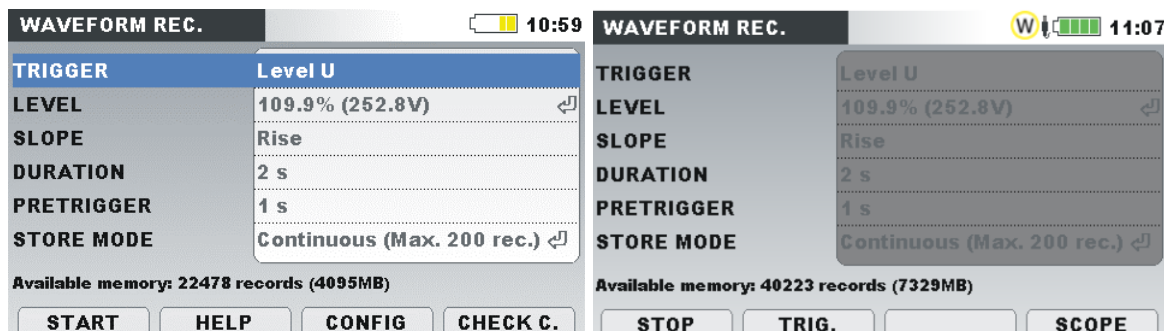 WAVEFORM REC. 10:59
TRIGGER Level U
LEVEL 109.9% (252.8V)
SLOPE Rise
DURATION 2 s
PRETRIGGER 1 s
STORE MODE Continuous (Max. 200 rec.)
Available memory: 22478 records (4095MB)
START HELP CONFIG CHECK C.
WAVEFORM REC. W 11:07
TRIGGER Level U
LEVEL 109.9% (252.8V)
SLOPE Rise
DURATION 2 s
PRETRIGGER 1 s
STORE MODE Continuous (Max. 200 rec.)
Available memory: 40223 records (7329MB)
STOP TRIG. SCOPE